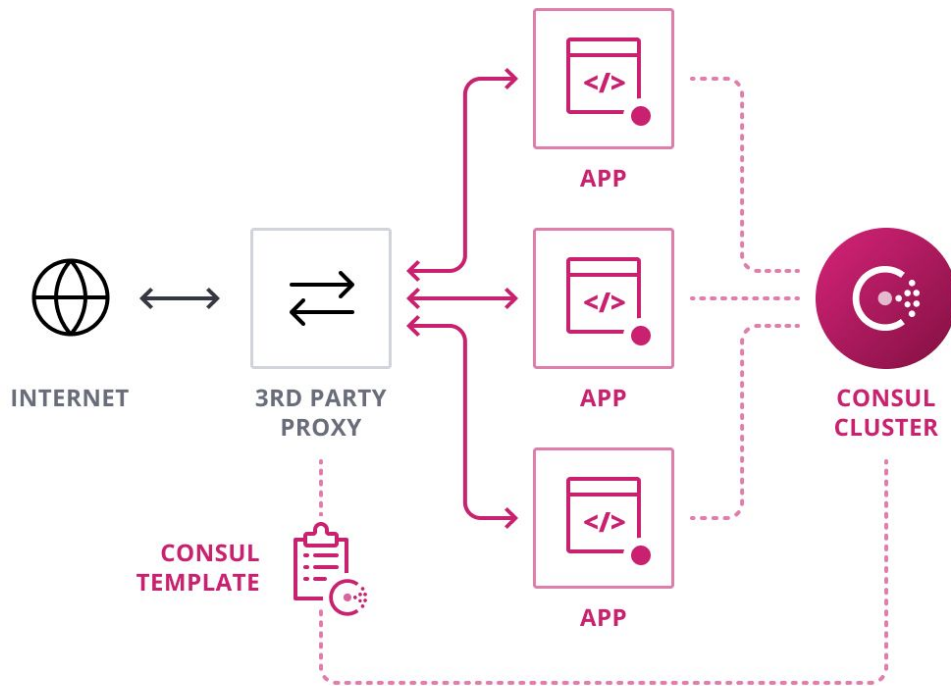 </>
APP
</>
INTERNET
3RD PARTY
PROXY
APP
CONSUL
CLUSTER
</>
CONSUL
TEMPLATE
APP